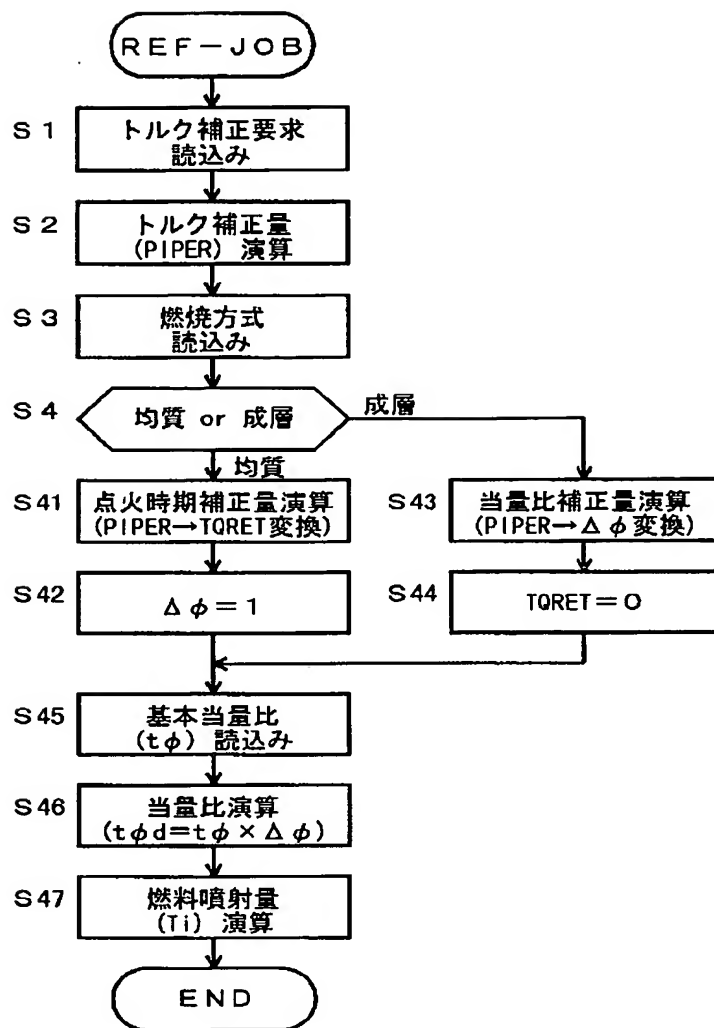 REF-JOB
S1
トルク補正要求
読込み
S2
トルク補正量
(PIPER) 演算
S3
燃焼方式
読込み
S4
均質 or 成層
成層
均質
S41
点火時期補正量演算
(PIPER→TQRET変換)
S43
当量比補正量演算
(PIPER→Δφ変換)
S42
Δφ=1
S44
TQRET=0
S45
基本当量比
(tφ) 読込み
S46
当量比演算
(tφd=tφ×Δφ)
S47
燃料噴射量
(Ti) 演算
END